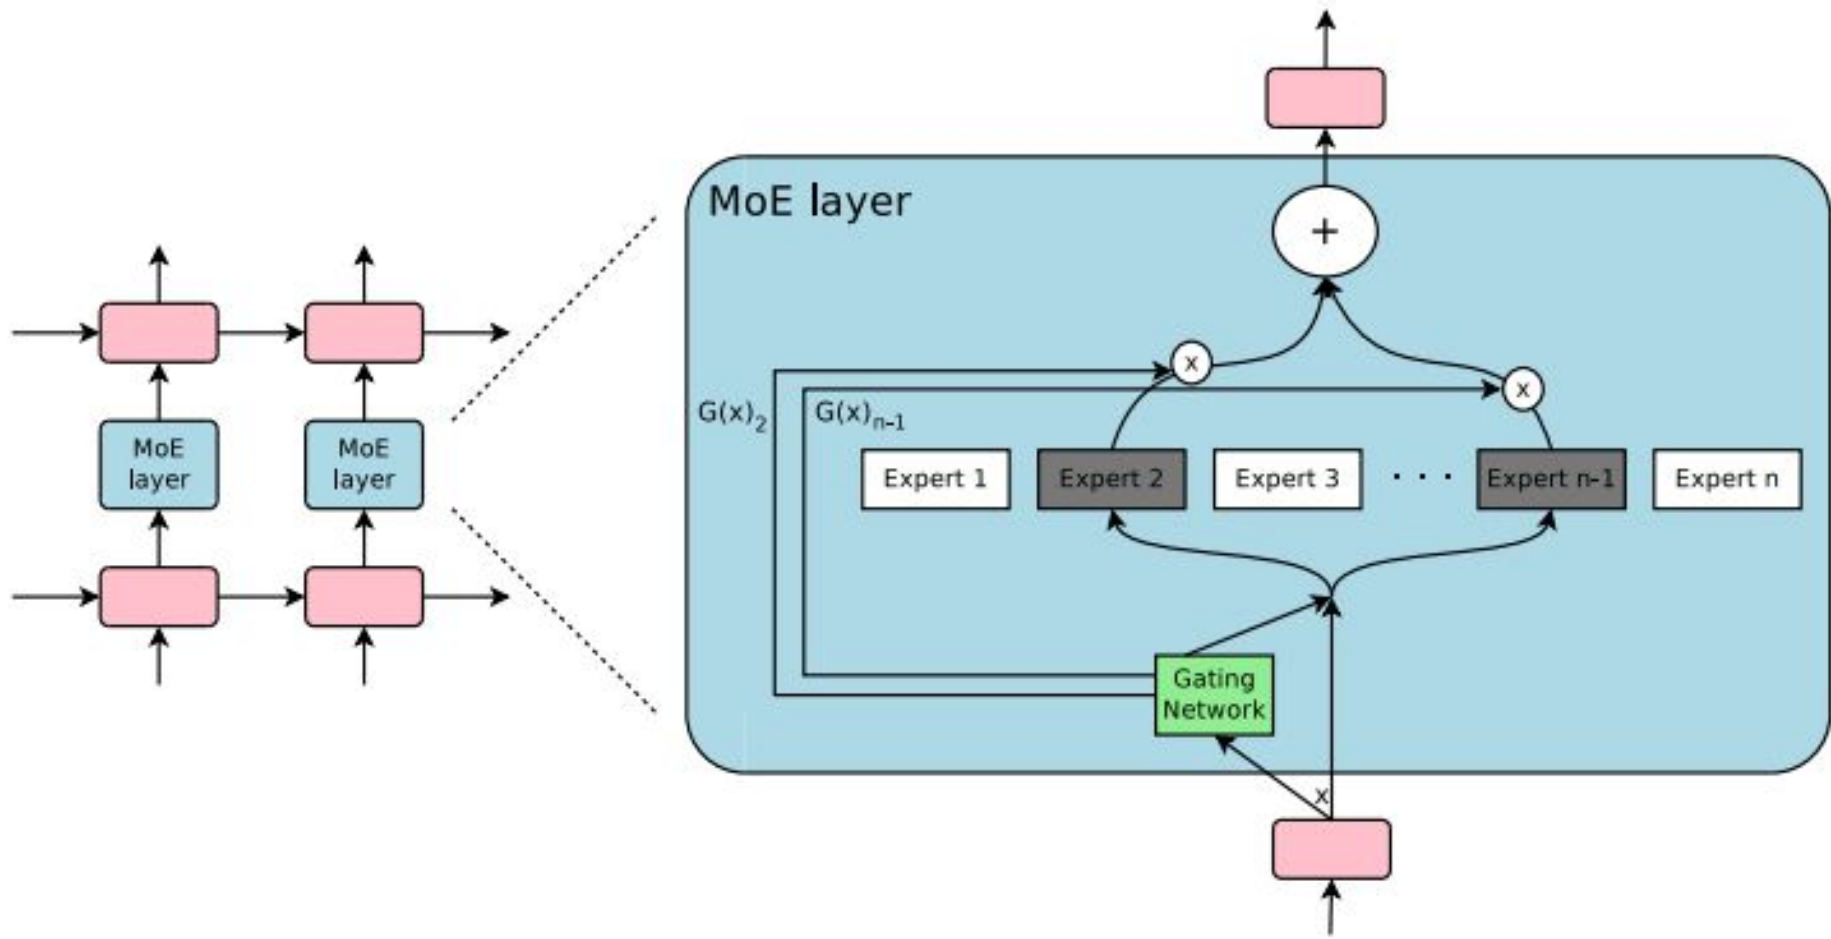 MoE layer
+
x
x
G(x)2
G(x)n-1
MoE
layer
MoE
layer
Expert 1
Expert 2
Expert 3
· · ·
Expert n-1
Expert n
Gating
Network
x